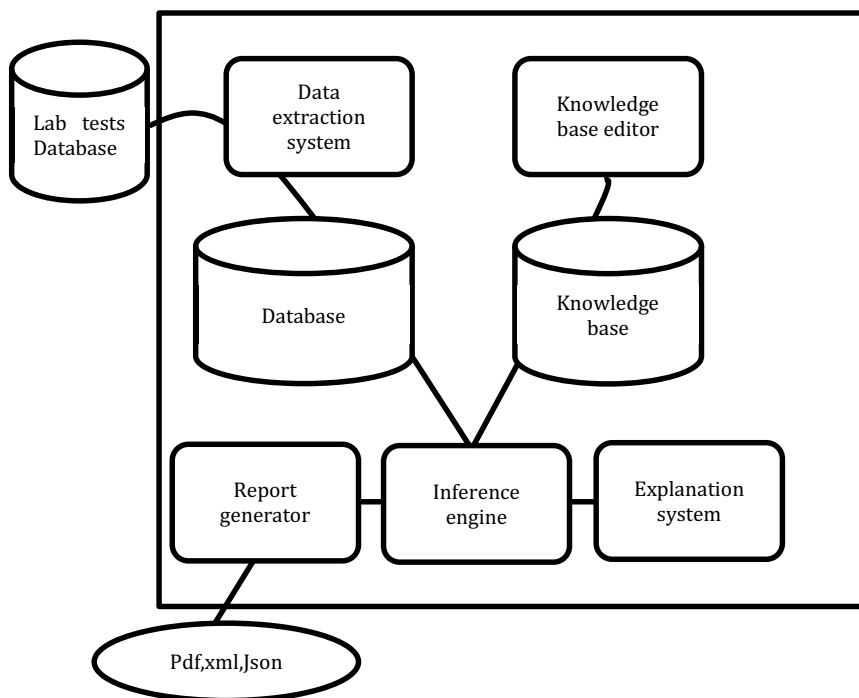 Lab tests
Database
Data
extraction
system
Knowledge
base editor
Database
Knowledge
base
Report
generator
Inference
engine
Explanation
system
Pdf,xml,Json